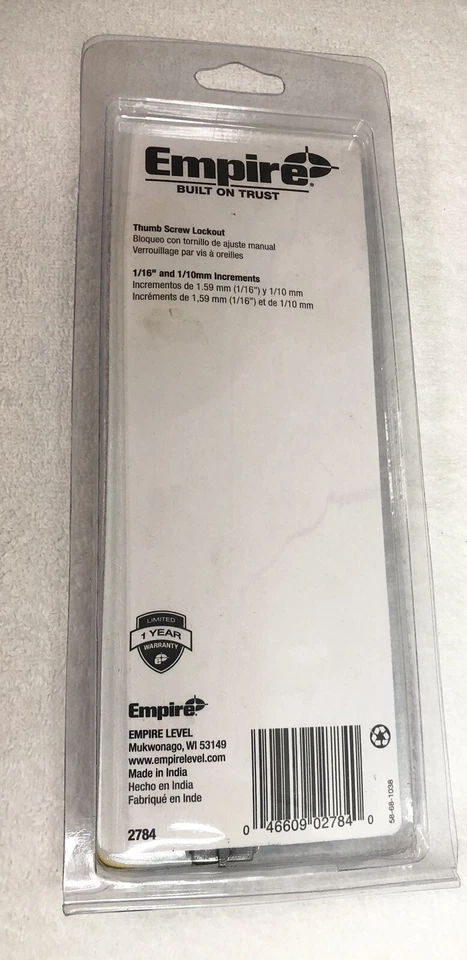 Empire®
BUILT ON TRUST
Thumb Screw Lockout
Bloqueo con tornillo de ajuste manual
Verrouillage par vis à oreilles
1/16" and 1/10mm Increments
Incrementos de 1.59 mm (1/16") y 1/10 mm
Incréments de 1,59 mm (1/16") et de 1/10 mm
LIMITED
1 YEAR
WARRANTY
e
Empire
EMPIRE LEVEL
Mukwonago, WI 53149
www.empirelevel.com
Made in India
Hecho en India
Fabriqué en Inde
2784
0 46609 02784 0
58-68-1038